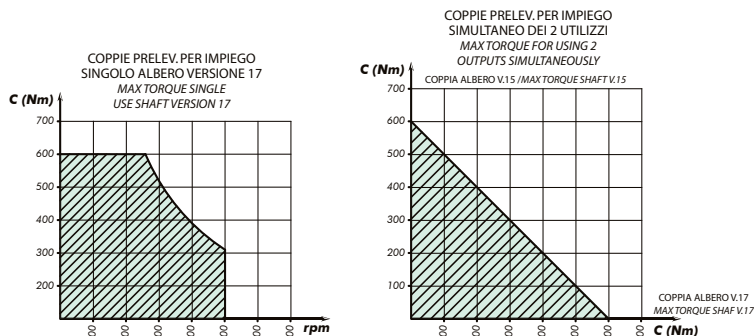 COPPIE PRELEV. PER IMPIEGO
SINGOLO ALBERO VERSIONE 17
MAX TORQUE SINGLE
USE SHAFT VERSION 17
C (Nm)
700
600
500
400
300
200
rpm
COPPIE PRELEV. PER IMPIEGO
SIMULTANEO DEI 2 UTILIZZI
MAX TORQUE FOR USING 2
OUTPUTS SIMULTANEOUSLY
COPPIA ALBERO V.15 /MAX TORQUE SHAFT V.15
C (Nm)
700
600
500
400
300
200
100
COPPIA ALBERO V.17
MAX TORQUE SHAF V.17
C (Nm)